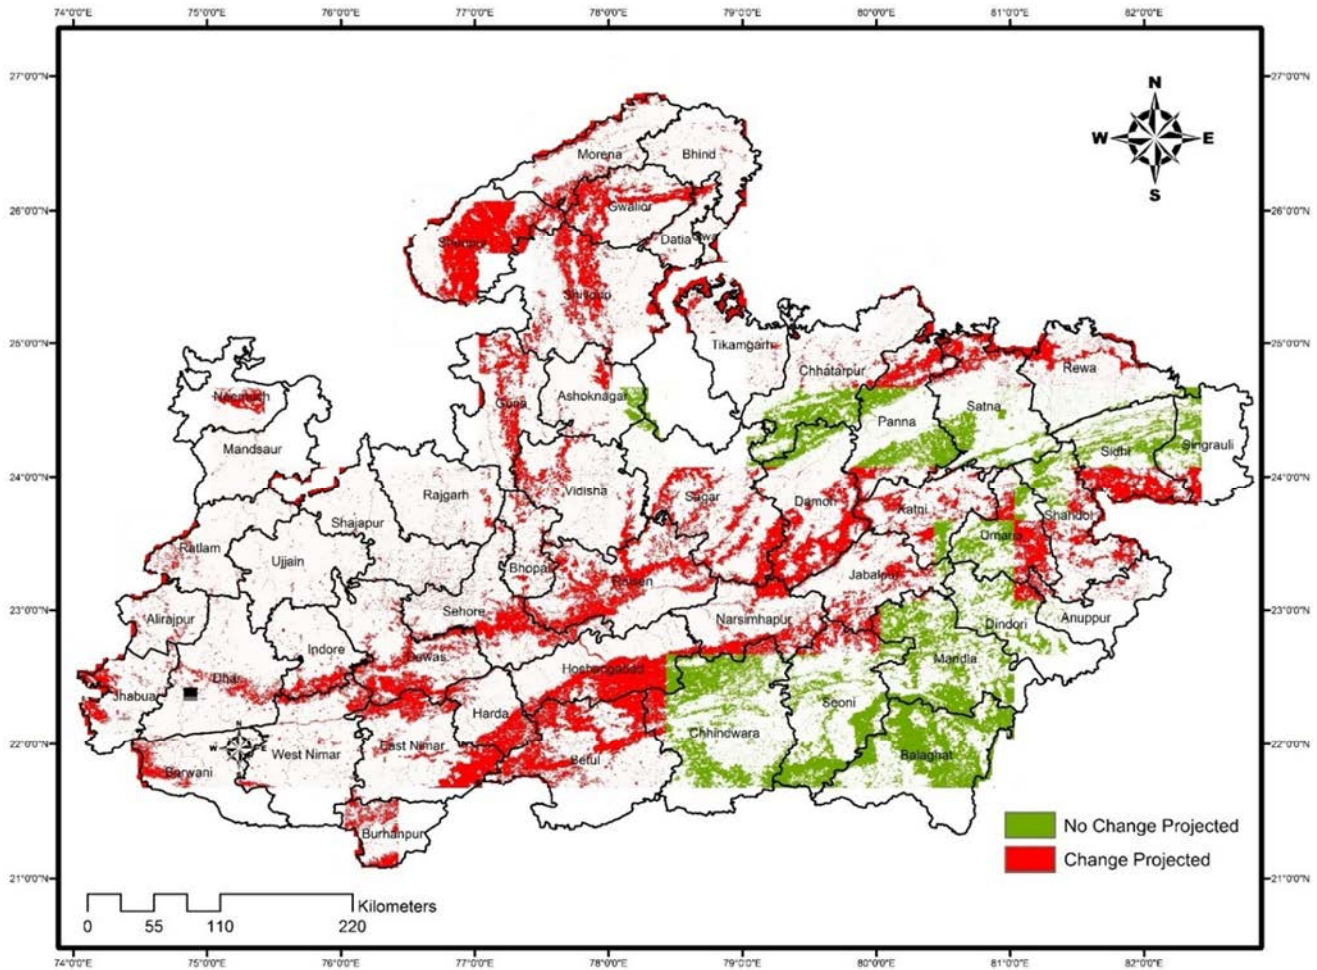 74°0'0"E 75°0'0"E 76°0'0"E 77°0'0"E 78°0'0"E 79°0'0"E 80°0'0"E 81°0'0"E 82°0'0"E
27°0'0"N 27°0'0"N
N
W E
S
Morena Bhind
26°0'0"N 26°0'0"N
Gwalior
Sheopur Datia Gwa
Shivpuri
25°0'0"N 25°0'0"N
Tikamgarh
Chhatarpur Rewa
Neemuch Guna Ashoknagar Satna
Panna
Mandsaur Sidhi Singrauli
24°0'0"N 24°0'0"N
Rajgarh Vidisha Sagar Damoh Katni
Shajapur Shahdol
Ratlam Umaria
Ujjain Bhopal Raisen Jabalpur
23°0'0"N 23°0'0"N
Alirajpur Sehore Narsimhapur Dindori Anuppur
Indore Dewas Mandla
Dhar Hoshangabad
Jhabua Seoni
Harda
22°0'0"N 22°0'0"N
N
W E
West Nimar East Nimar Betul Chhindwara Balaghat
Barwani
No Change Projected
Burhanpur
Change Projected
21°0'0"N 21°0'0"N
Kilometers
0 55 110 220
74°0'0"E 75°0'0"E 76°0'0"E 77°0'0"E 78°0'0"E 79°0'0"E 80°0'0"E 81°0'0"E 82°0'0"E